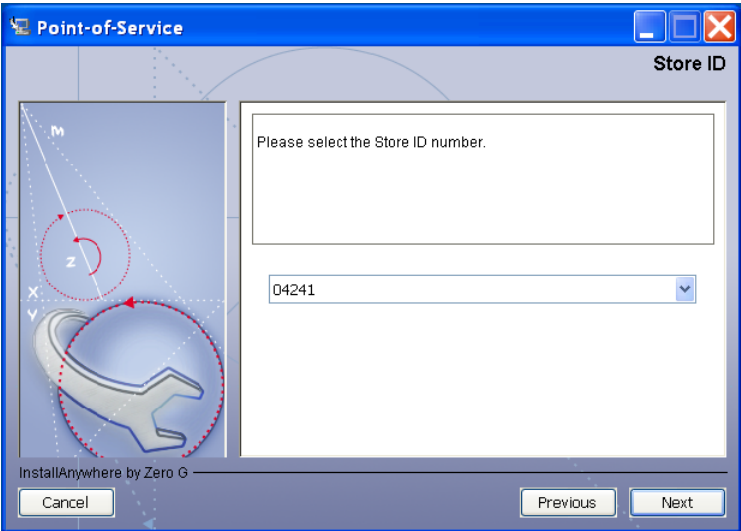 Point-of-Service
Store ID
M
Z
X
Y
Please select the Store ID number.
04241
InstallAnywhere by Zero G
Cancel
Previous
Next